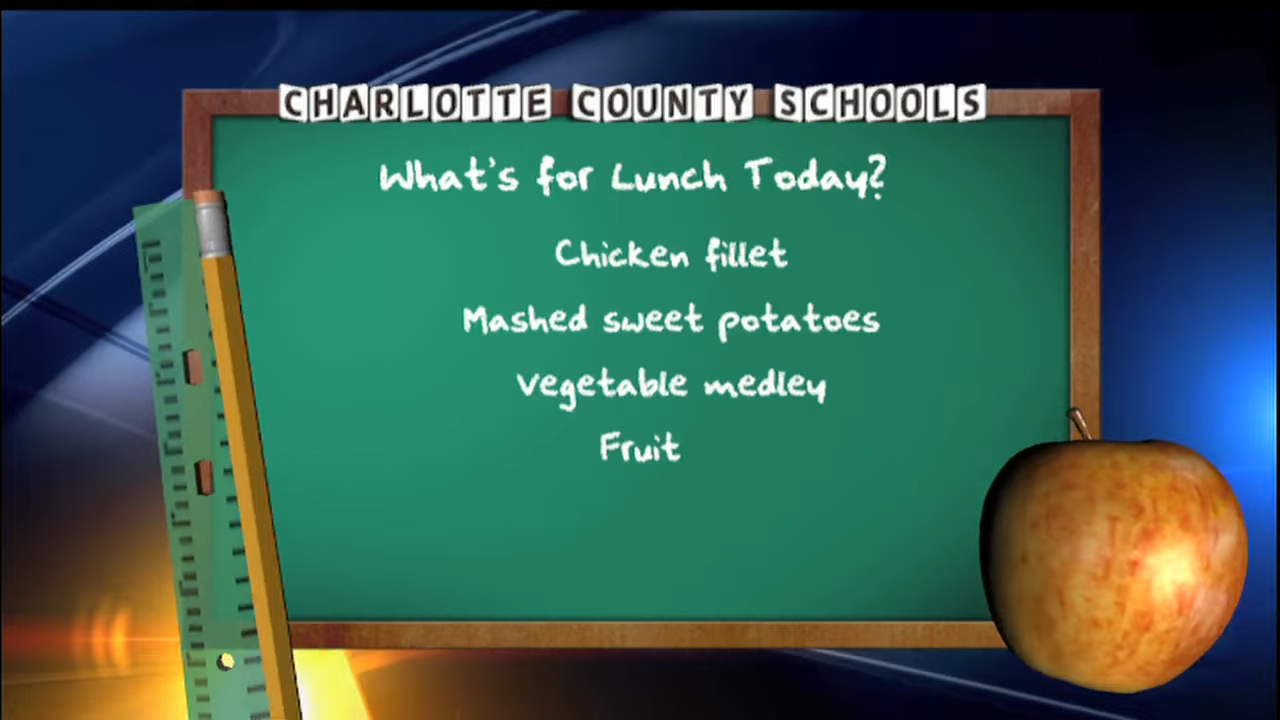 CHARLOTTE COUNTY SCHOOLS
What's for Lunch Today?
Chicken fillet
Mashed sweet potatoes
Vegetable medley
Fruit